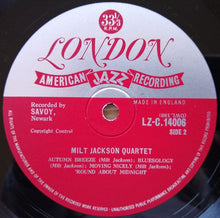 33⅓
R.P.M.
LONDON
AMERICAN JAZZ RECORDING
MADE IN ENGLAND
Recorded by
SAVOY,
Newark
LZ-C.14006
SIDE 2
Copyright Control
MILT JACKSON QUARTET
AUTUMN BREEZE (Milt Jackson); BLUESOLOGY
(Milt Jackson); MOVING NICELY (Milt Jackson);
'ROUND ABOUT MIDNIGHT